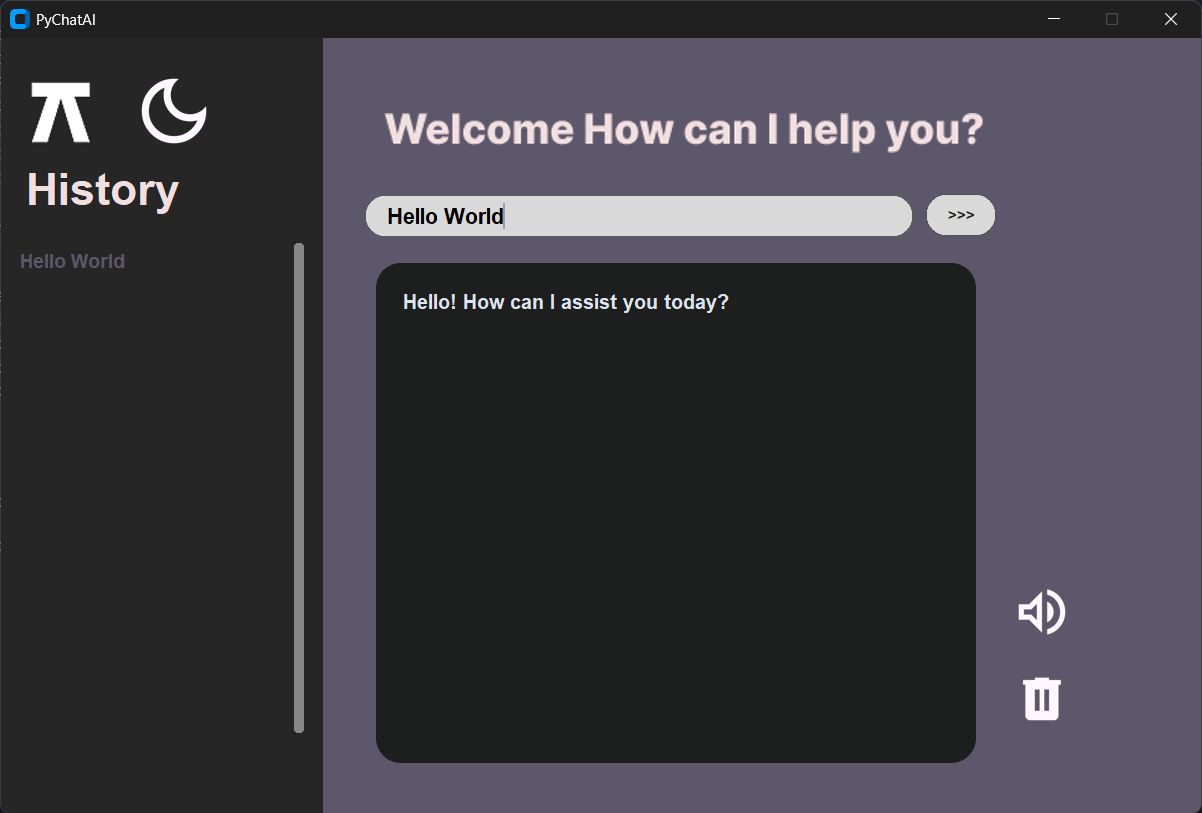 PyChatAI
History
Hello World
Welcome How can I help you?
Hello World
>>>
Hello! How can I assist you today?